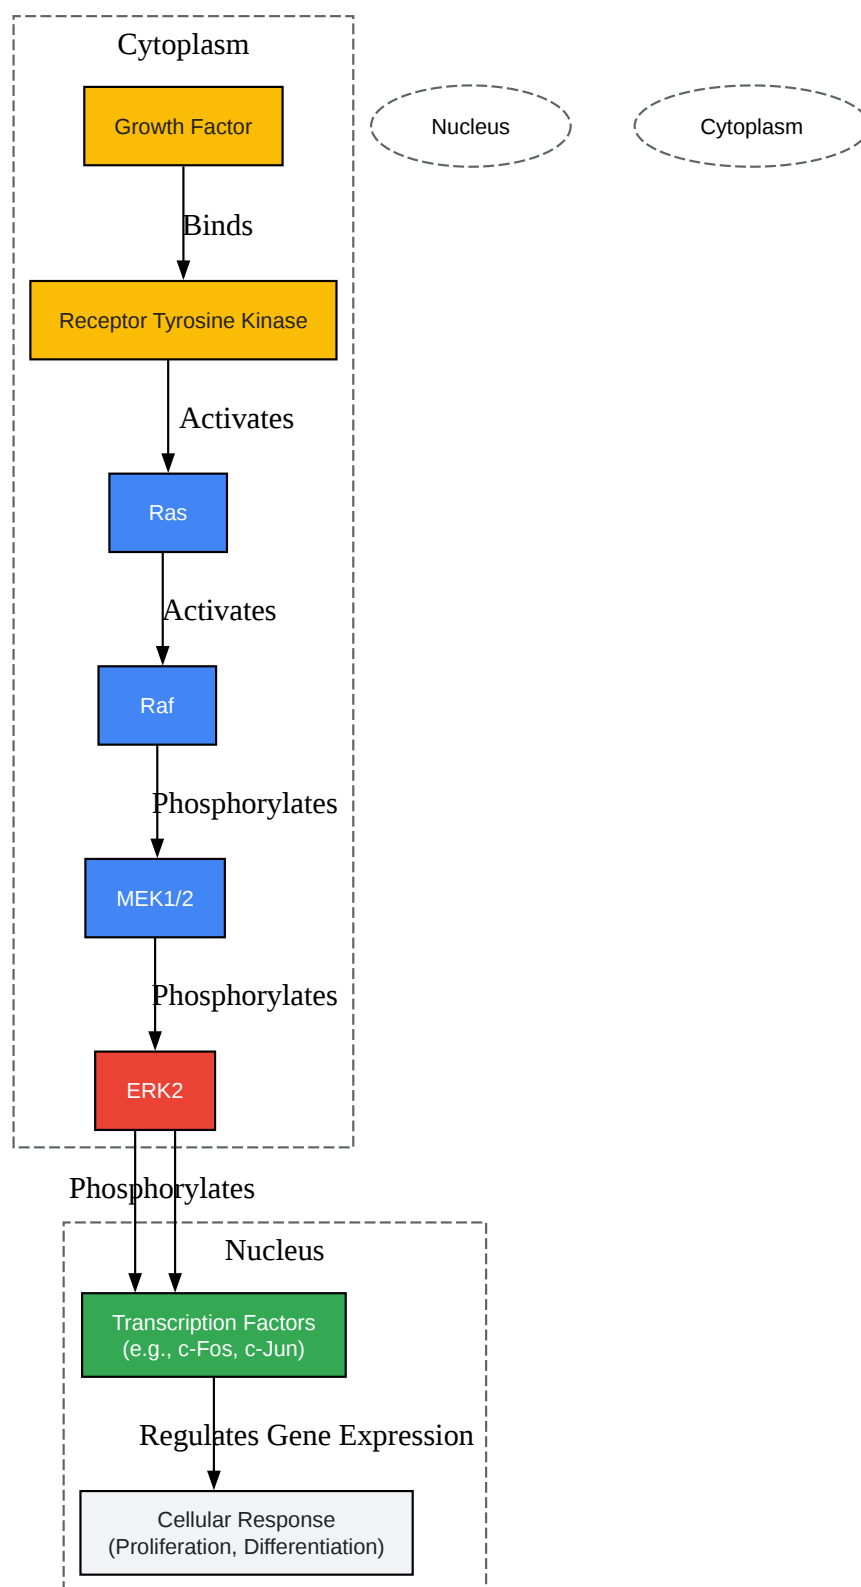 Cytoplasm
Growth Factor
Nucleus
Cytoplasm
Binds
Receptor Tyrosine Kinase
Activates
Ras
Activates
Raf
Phosphorylates
MEK1/2
Phosphorylates
ERK2
Phosphorylates
Nucleus
Transcription Factors
(e.g., c-Fos, c-Jun)
Regulates Gene Expression
Cellular Response
(Proliferation, Differentiation)